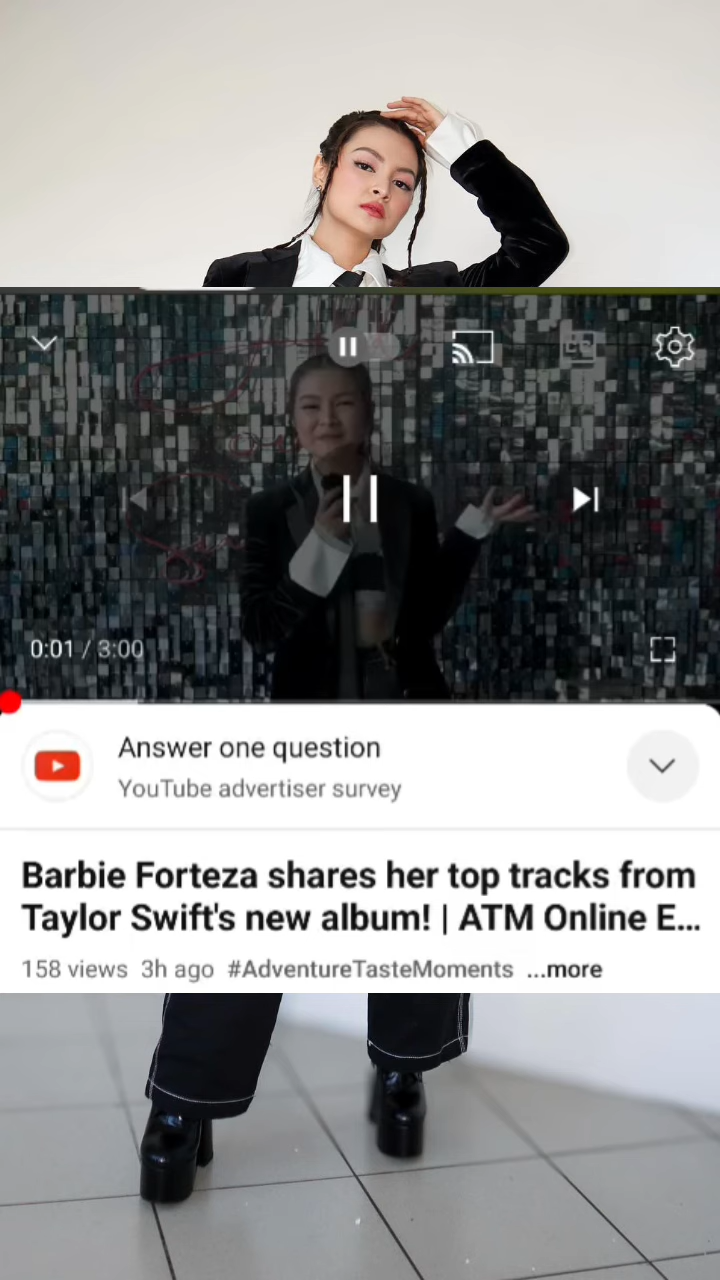 0:01 / 3:00
Answer one question
YouTube advertiser survey
Barbie Forteza shares her top tracks from
Taylor Swift's new album! | ATM Online E...
158 views 3h ago #AdventureTasteMoments ...more